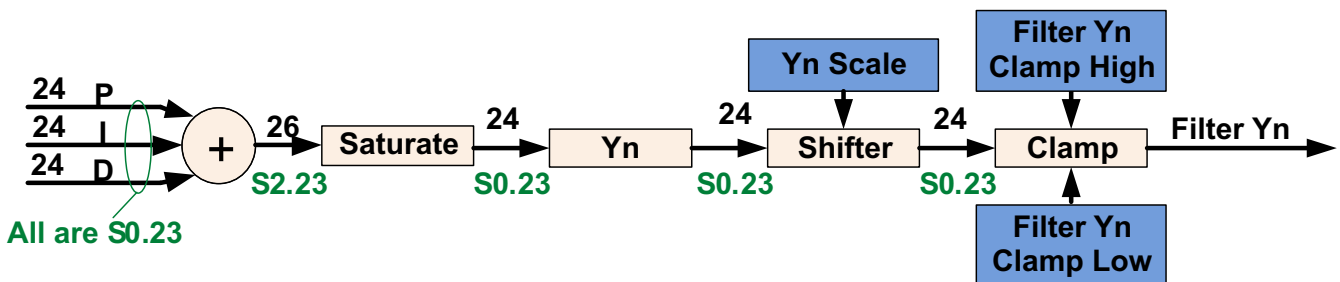 Filter Yn
Clamp High
Yn Scale
24 P
24 I
24 D
+
26
Saturate
24
Yn
24
Shifter
24
Clamp
Filter Yn
S2.23
S0.23
S0.23
S0.23
All are S0.23
Filter Yn
Clamp Low